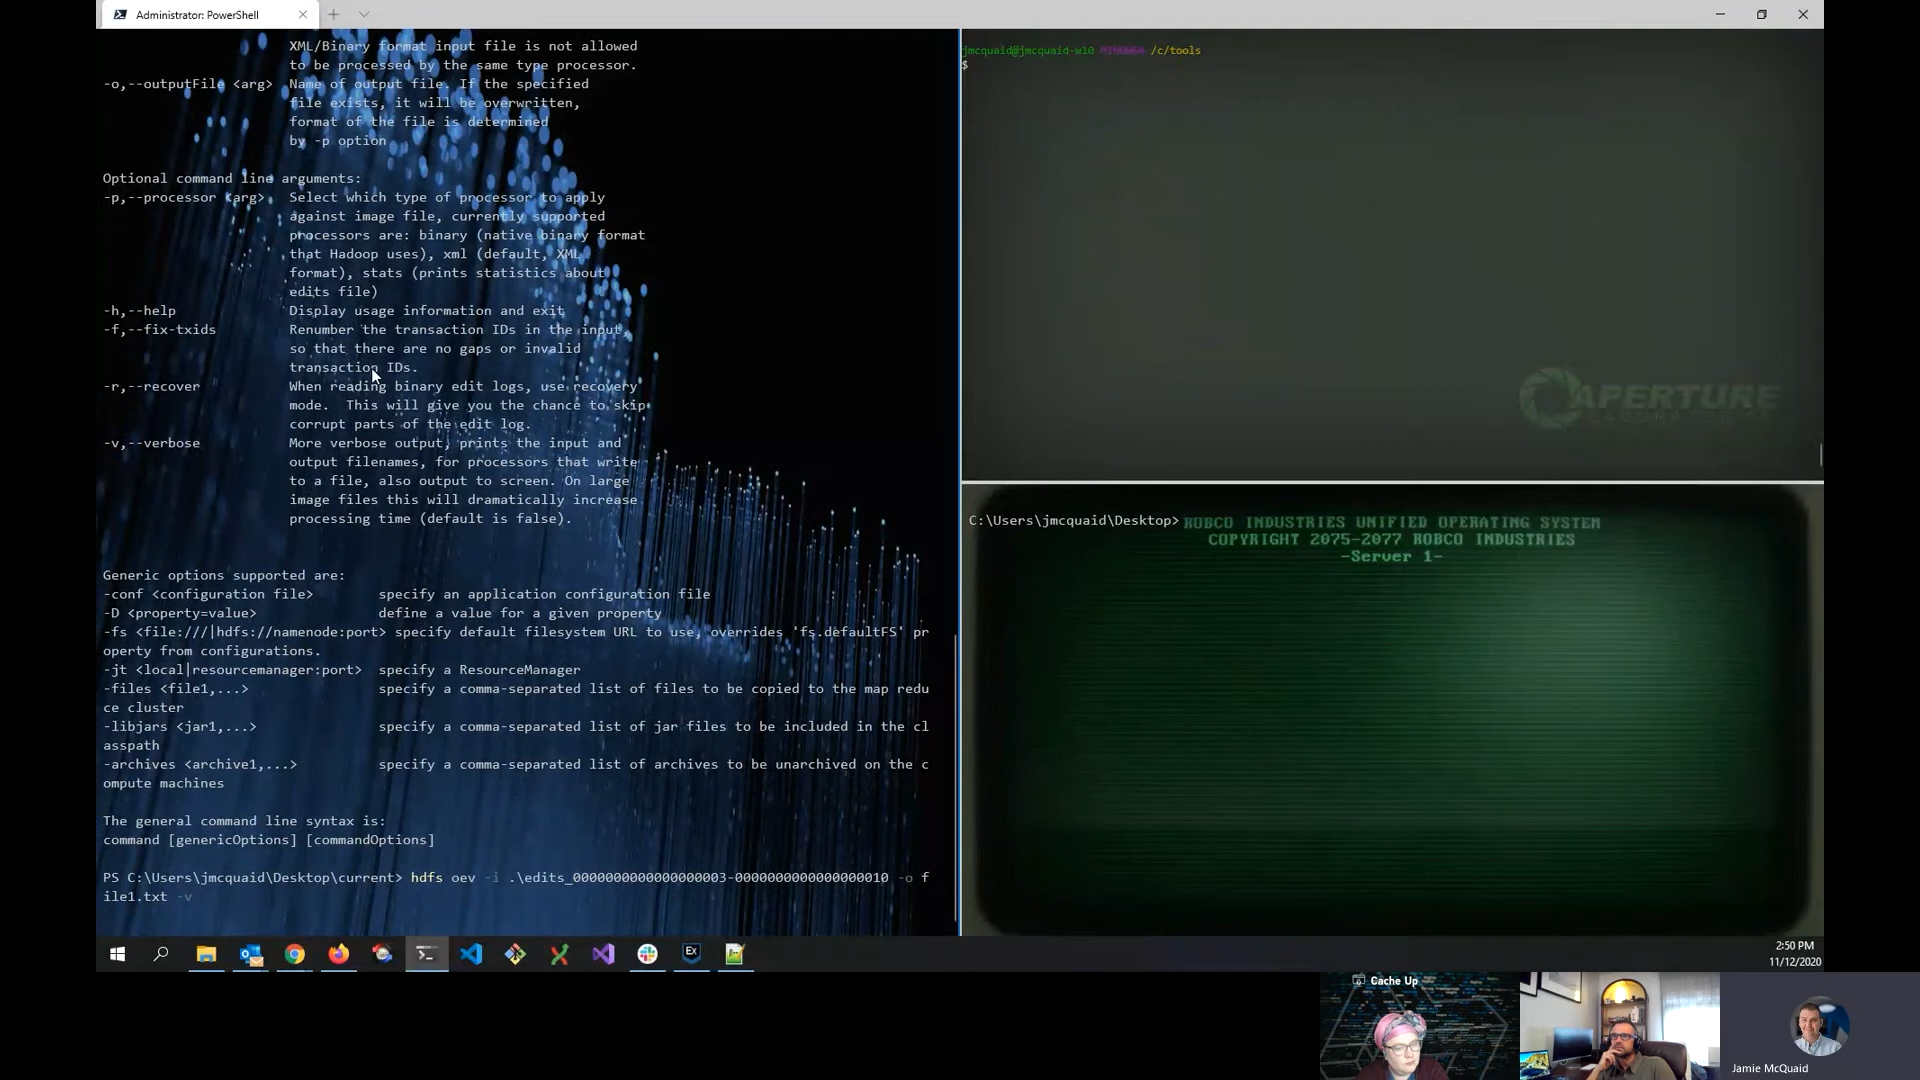 Administrator: PowerShell
XML/Binary format input file is not allowed
to be processed by the same type processor.
-o,--outputFile <arg> Name of output file. If the specified
file exists, it will be overwritten,
format of the file is determined
by -p option
Optional command line arguments:
-p,--processor <arg> Select which type of processor to apply
against image file, currently supported
processors are: binary (native binary format
that Hadoop uses), xml (default, XML
format), stats (prints statistics about
edits file)
-h,--help Display usage information and exit
-f,--fix-txids Renumber the transaction IDs in the input,
so that there are no gaps or invalid
transaction IDs.
-r,--recover When reading binary edit logs, use recovery
mode. This will give you the chance to skip
corrupt parts of the edit log.
-v,--verbose More verbose output, prints the input and
output filenames, for processors that write
to a file, also output to screen. On large
image files this will dramatically increase
processing time (default is false).
Generic options supported are:
-conf <configuration file> specify an application configuration file
-D <property=value> define a value for a given property
-fs <file:///|hdfs://namenode:port> specify default filesystem URL to use, overrides 'fs.defaultFS' pr
operty from configurations.
-jt <local|resourcemanager:port> specify a ResourceManager
-files <file1,...> specify a comma-separated list of files to be copied to the map redu
ce cluster
-libjars <jar1,...> specify a comma-separated list of jar files to be included in the cl
asspath
-archives <archive1,...> specify a comma-separated list of archives to be unarchived on the c
ompute machines
The general command line syntax is:
command [genericOptions] [commandOptions]
PS C:\Users\jmcquaid\Desktop\current> hdfs oev -i .\edits_0000000000000000003-0000000000000000010 -o f
ile1.txt -v
jmcquaid@jmcquaid-w10 MINGW64 /c/tools
$
APERTURE
C:\Users\jmcquaid\Desktop>
ROBCO INDUSTRIES UNIFIED OPERATING SYSTEM
COPYRIGHT 2075-2077 ROBCO INDUSTRIES
-Server 1-
Ex
2:50 PM
11/12/2020
Cache Up
Jamie McQuaid